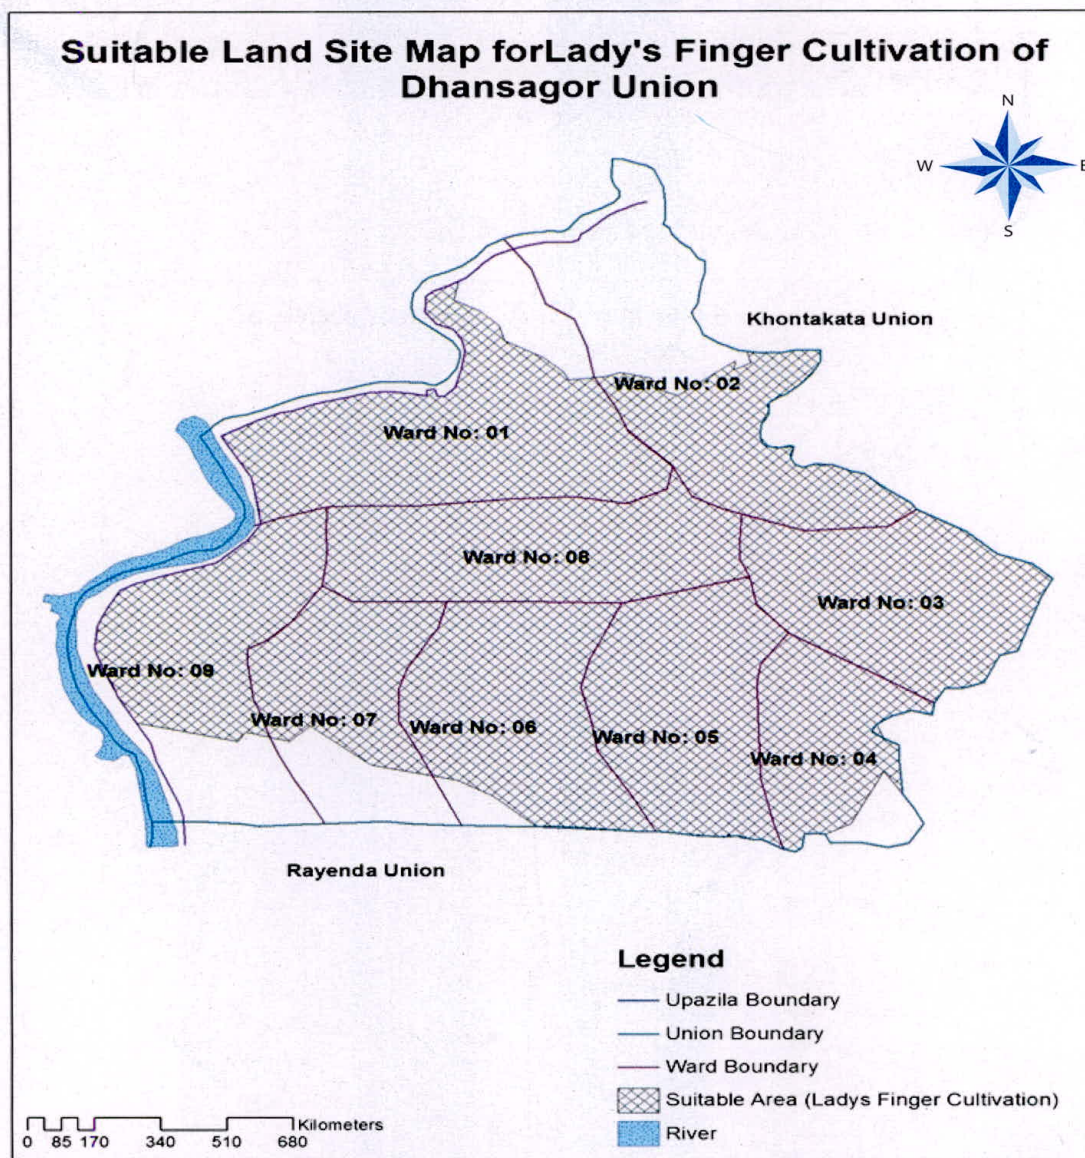 Suitable Land Site Map forLady's Finger Cultivation of
Dhansagor Union
N
W
E
S
Khontakata Union
Ward No: 02
Ward No: 01
Ward No: 08
Ward No: 03
Ward No: 09
Ward No: 07
Ward No: 06
Ward No: 05
Ward No: 04
Rayenda Union
Legend
Upazila Boundary
Union Boundary
Ward Boundary
Suitable Area (Ladys Finger Cultivation)
River
Kilometers
0 85 170 340 510 680